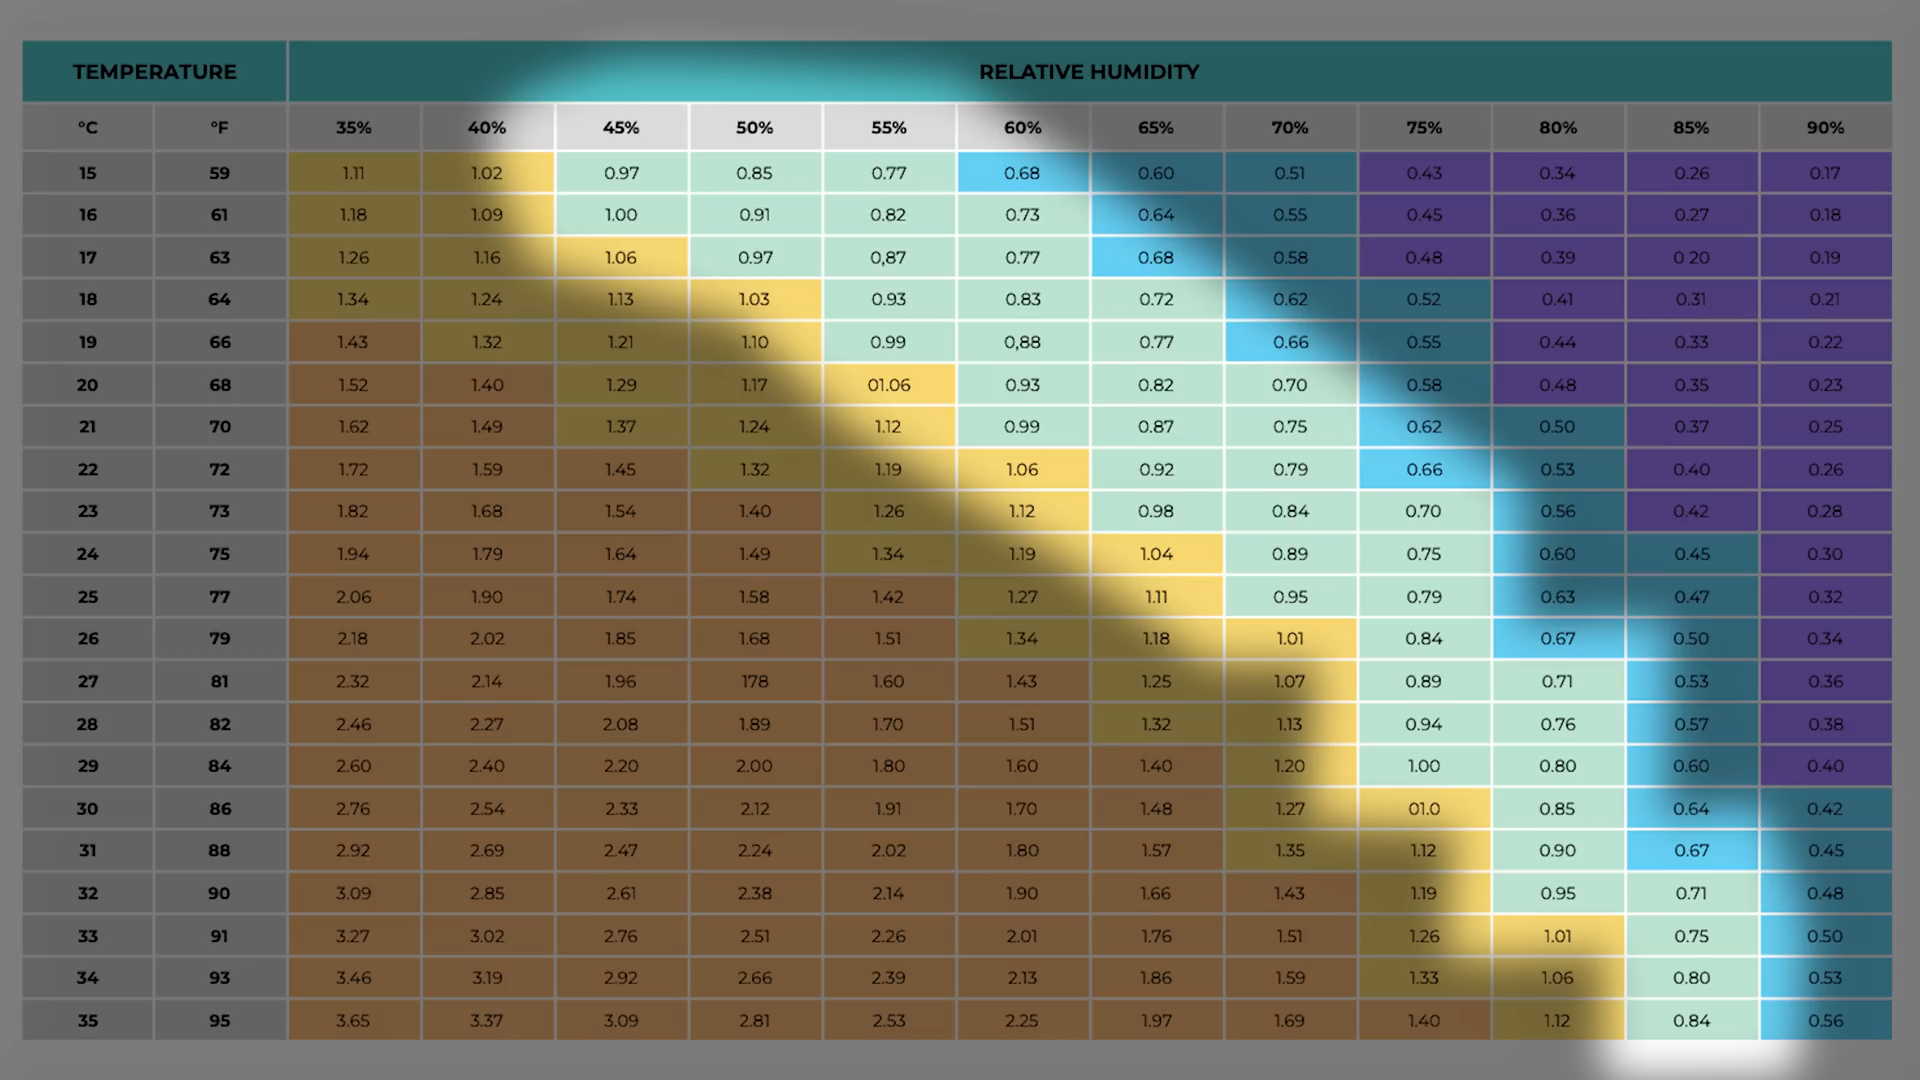 TEMPERATURE RELATIVE HUMIDITY
°C °F 35% 40% 45% 50% 55% 60% 65% 70% 75% 80% 85% 90%
15 59 1.11 1.02 0.97 0.85 0.77 0.68 0.60 0.51 0.43 0.34 0.26 0.17
16 61 1.18 1.09 1.00 0.91 0.82 0.73 0.64 0.55 0.45 0.36 0.27 0.18
17 63 1.26 1.16 1.06 0.97 0,87 0.77 0.68 0.58 0.48 0.39 0 20 0.19
18 64 1.34 1.24 1.13 1.03 0.93 0.83 0.72 0.62 0.52 0.41 0.31 0.21
19 66 1.43 1.32 1.21 1.10 0.99 0,88 0.77 0.66 0.55 0.44 0.33 0.22
20 68 1.52 1.40 1.29 1.17 01.06 0.93 0.82 0.70 0.58 0.48 0.35 0.23
21 70 1.62 1.49 1.37 1.24 1.12 0.99 0.87 0.75 0.62 0.50 0.37 0.25
22 72 1.72 1.59 1.45 1.32 1.19 1.06 0.92 0.79 0.66 0.53 0.40 0.26
23 73 1.82 1.68 1.54 1.40 1.26 1.12 0.98 0.84 0.70 0.56 0.42 0.28
24 75 1.94 1.79 1.64 1.49 1.34 1.19 1.04 0.89 0.75 0.60 0.45 0.30
25 77 2.06 1.90 1.74 1.58 1.42 1.27 1.11 0.95 0.79 0.63 0.47 0.32
26 79 2.18 2.02 1.85 1.68 1.51 1.34 1.18 1.01 0.84 0.67 0.50 0.34
27 81 2.32 2.14 1.96 178 1.60 1.43 1.25 1.07 0.89 0.71 0.53 0.36
28 82 2.46 2.27 2.08 1.89 1.70 1.51 1.32 1.13 0.94 0.76 0.57 0.38
29 84 2.60 2.40 2.20 2.00 1.80 1.60 1.40 1.20 1.00 0.80 0.60 0.40
30 86 2.76 2.54 2.33 2.12 1.91 1.70 1.48 1.27 01.0 0.85 0.64 0.42
31 88 2.92 2.69 2.47 2.24 2.02 1.80 1.57 1.35 1.12 0.90 0.67 0.45
32 90 3.09 2.85 2.61 2.38 2.14 1.90 1.66 1.43 1.19 0.95 0.71 0.48
33 91 3.27 3.02 2.76 2.51 2.26 2.01 1.76 1.51 1.26 1.01 0.75 0.50
34 93 3.46 3.19 2.92 2.66 2.39 2.13 1.86 1.59 1.33 1.06 0.80 0.53
35 95 3.65 3.37 3.09 2.81 2.53 2.25 1.97 1.69 1.40 1.12 0.84 0.56